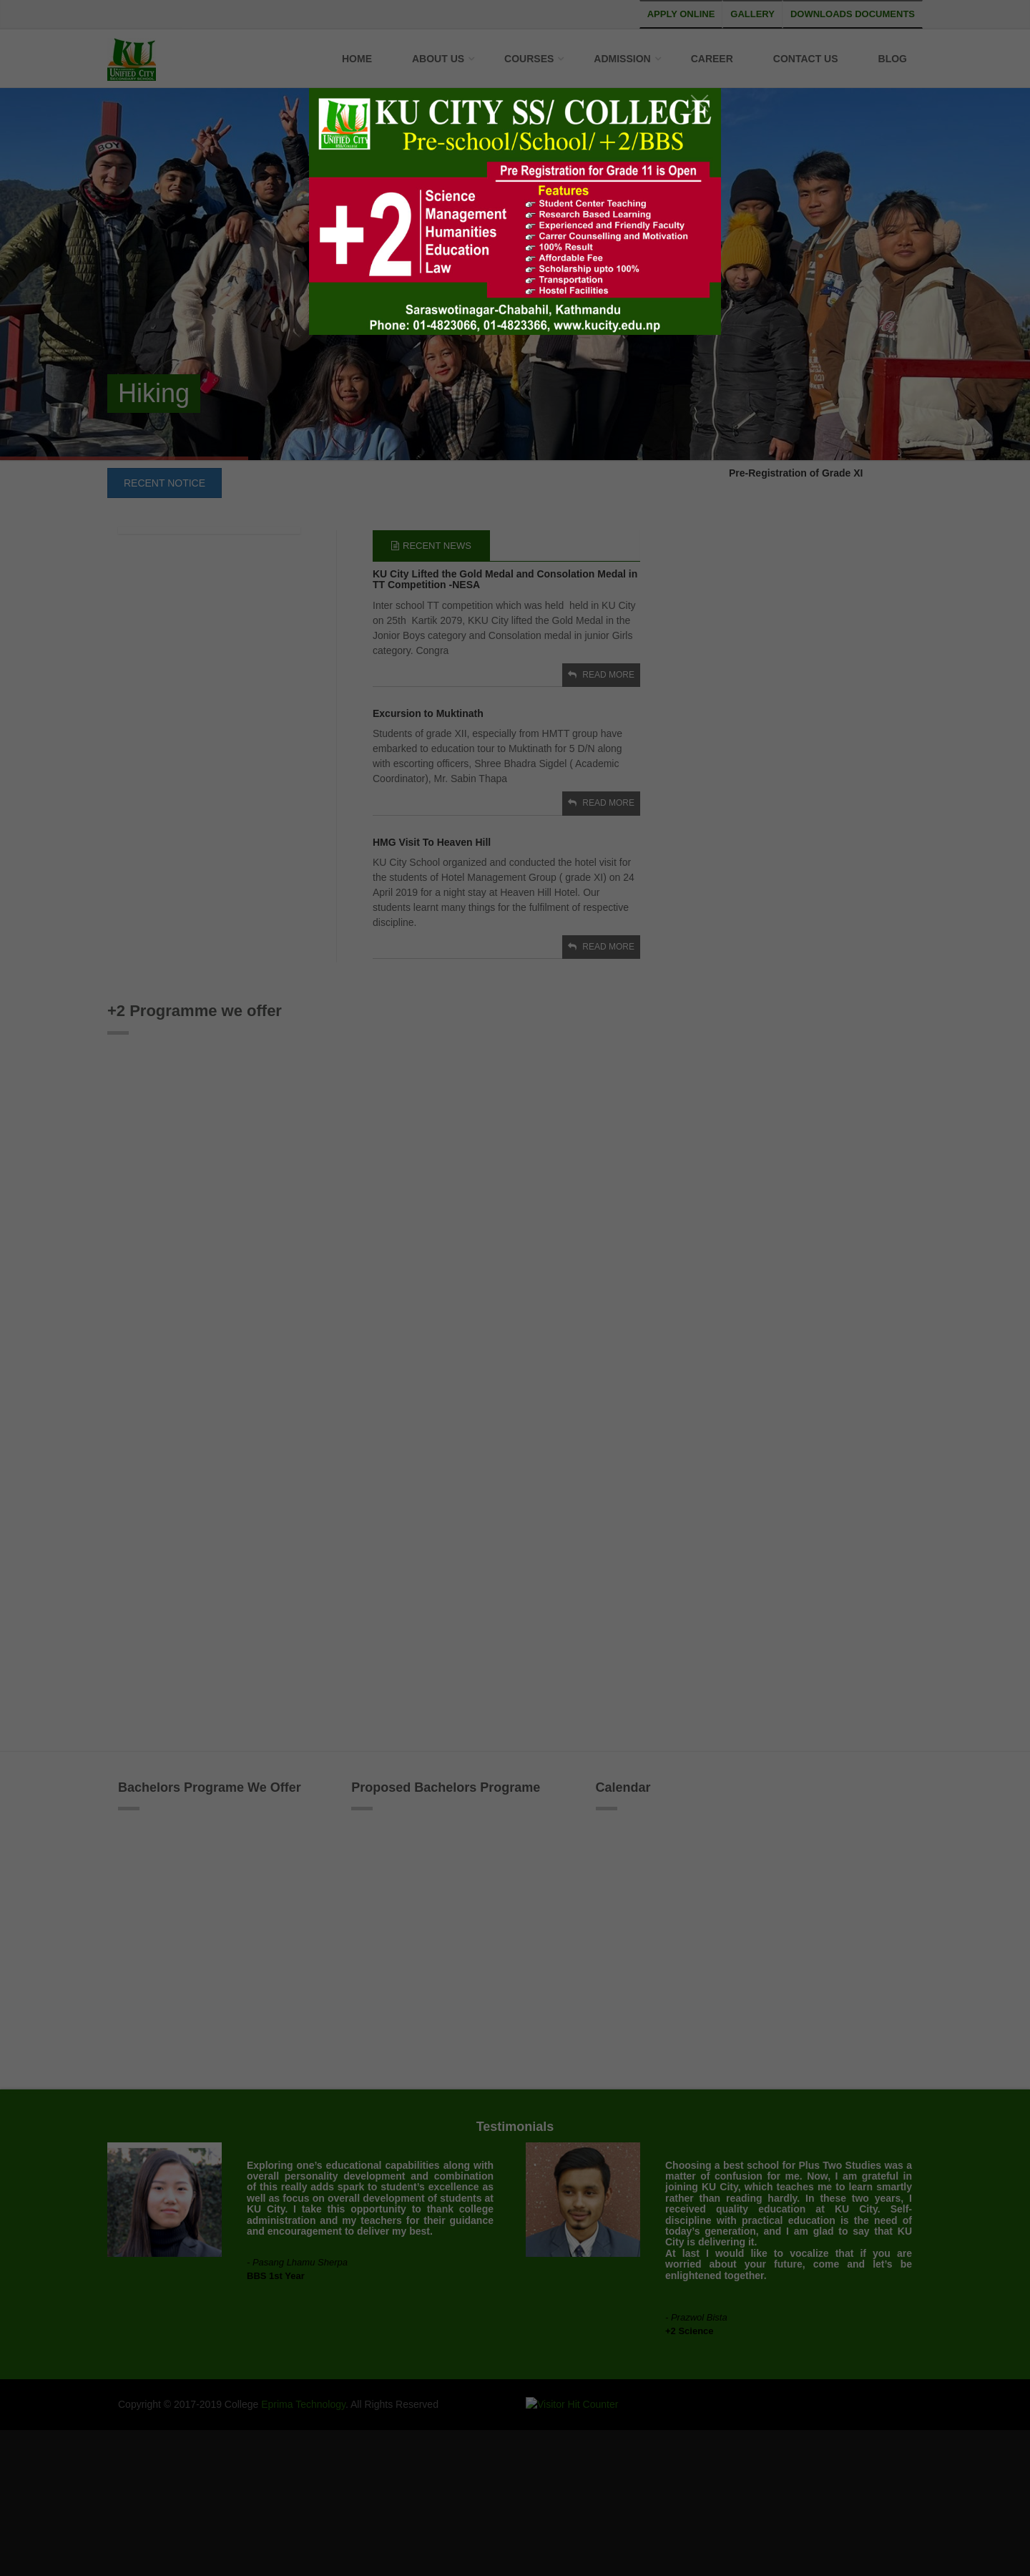 APPLY ONLINE GALLERY DOWNLOADS DOCUMENTS
KU
UNIFIED CITY
HOME ABOUT US COURSES ADMISSION CAREER CONTACT US BLOG
BOY
KU
UNIFIED CITY
KU CITY SS/ COLLEGE
Pre-school/School/+2/BBS
Pre Registration for Grade 11 is Open
+2
Science
Management
Humanities
Education
Law
Features
Student Center Teaching
Research Based Learning
Experienced and Friendly Faculty
Carrer Counselling and Motivation
100% Result
Affordable Fee
Scholarship upto 100%
Transportation
Hostel Facilities
Saraswotinagar-Chabahil, Kathmandu
Phone: 01-4823066, 01-4823366, www.kucity.edu.np
Hiking
RECENT NOTICE
Pre-Registration of Grade XI
RECENT NEWS
KU City Lifted the Gold Medal and Consolation Medal in
TT Competition -NESA
Inter school TT competition which was held held in KU City
on 25th Kartik 2079, KKU City lifted the Gold Medal in the
Jonior Boys category and Consolation medal in junior Girls
category. Congra
READ MORE
Excursion to Muktinath
Students of grade XII, especially from HMTT group have
embarked to education tour to Muktinath for 5 D/N along
with escorting officers, Shree Bhadra Sigdel ( Academic
Coordinator), Mr. Sabin Thapa
READ MORE
HMG Visit To Heaven Hill
KU City School organized and conducted the hotel visit for
the students of Hotel Management Group ( grade XI) on 24
April 2019 for a night stay at Heaven Hill Hotel. Our
students learnt many things for the fulfilment of respective
discipline.
READ MORE
+2 Programme we offer
Bachelors Programe We Offer
Proposed Bachelors Programe
Calendar
Testimonials
Exploring one’s educational capabilities along with
overall personality development and combination
of this really adds spark to student’s excellence as
well as focus on overall development of students at
KU City. I take this opportunity to thank college
administration and my teachers for their guidance
and encouragement to deliver my best.
- Pasang Lhamu Sherpa
BBS 1st Year
Choosing a best school for Plus Two Studies was a
matter of confusion for me. Now, I am grateful in
joining KU City, which teaches me to learn smartly
rather than reading hardly. In these two years, I
received quality education at KU City. Self-
discipline with practical education is the need of
today’s generation, and I am glad to say that KU
City is delivering it.
At last I would like to vocalize that if you are
worried about your future, come and let’s be
enlightened together.
- Prazwol Bista
+2 Science
Copyright © 2017-2019 College Eprima Technology. All Rights Reserved
Visitor Hit Counter